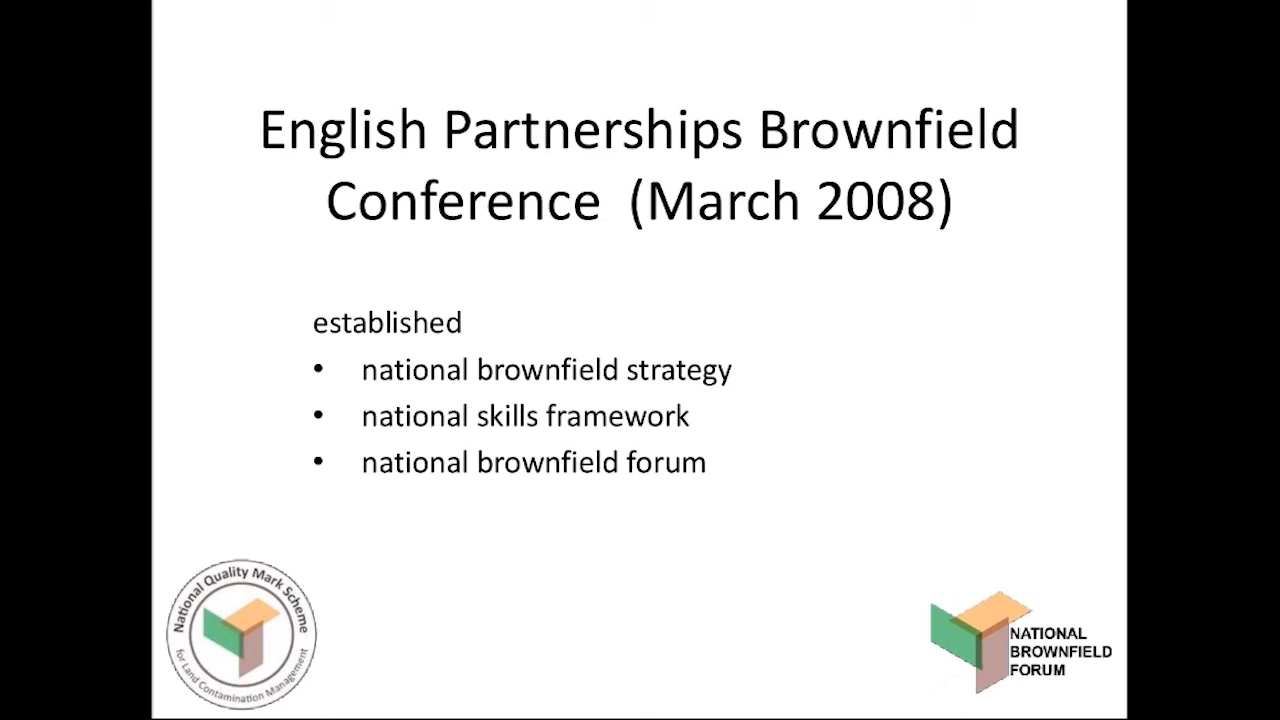 English Partnerships Brownfield
Conference (March 2008)
established
• national brownfield strategy
• national skills framework
• national brownfield forum
National Quality Mark Scheme
for Land Contamination Management
NATIONAL
BROWNFIELD
FORUM